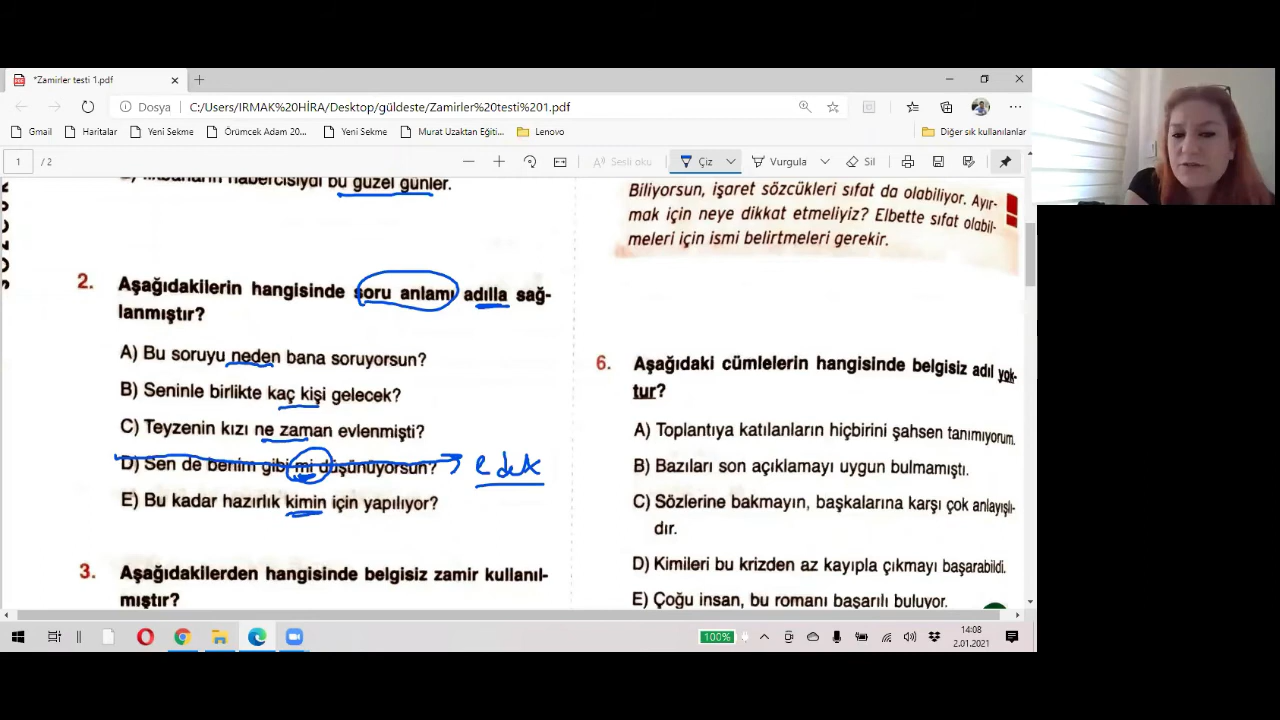 *Zamirler testi 1.pdf
Dosya C:/Users/IRMAK%20HİRA/Desktop/güldeste/Zamirler%20testi%201.pdf
Gmail Haritalar Yeni Sekme Örümcek Adam 20... Yeni Sekme Murat Uzaktan Eğiti... Lenovo Diğer sık kullanılanlar
1 / 2 Sesli oku Çiz Vurgula Sil
habercisiydi bu güzel günler.
2. Aşağıdakilerin hangisinde soru anlamı adılla sağ-
lanmıştır?
A) Bu soruyu neden bana soruyorsun?
B) Seninle birlikte kaç kişi gelecek?
C) Teyzenin kızı ne zaman evlenmişti?
D) Sen de benim gibi mi düşünüyorsun? edat
E) Bu kadar hazırlık kimin için yapılıyor?
3. Aşağıdakilerden hangisinde belgisiz zamir kullanıl-
mıştır?
Biliyorsun, işaret sözcükleri sıfat da olabiliyor. Ayır-
mak için neye dikkat etmeliyiz? Elbette sıfat olabil-
meleri için ismi belirtmeleri gerekir.
6. Aşağıdaki cümlelerin hangisinde belgisiz adıl yok-
tur?
A) Toplantıya katılanların hiçbirini şahsen tanımıyorum.
B) Bazıları son açıklamayı uygun bulmamıştı.
C) Sözlerine bakmayın, başkalarına karşı çok anlayışlı-
dır.
D) Kimileri bu krizden az kayıpla çıkmayı başarabildi.
E) Çoğu insan, bu romanı başarılı buluyor.
100%
14:08
2.01.2021